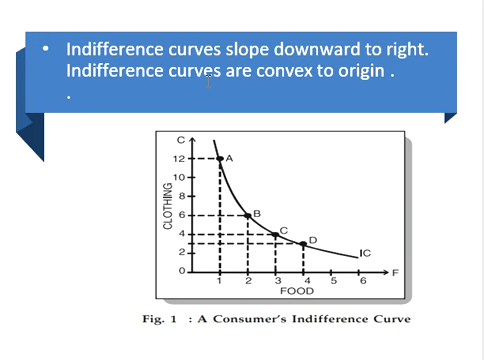 • Indifference curves slope downward to right.
Indifference curves are convex to origin .
.
C
12
A
10
8
6
B
4
C
D
2
IC
0
F
1 2 3 4 5 6
CLOTHING
FOOD
Fig. 1 : A Consumer's Indifference Curve